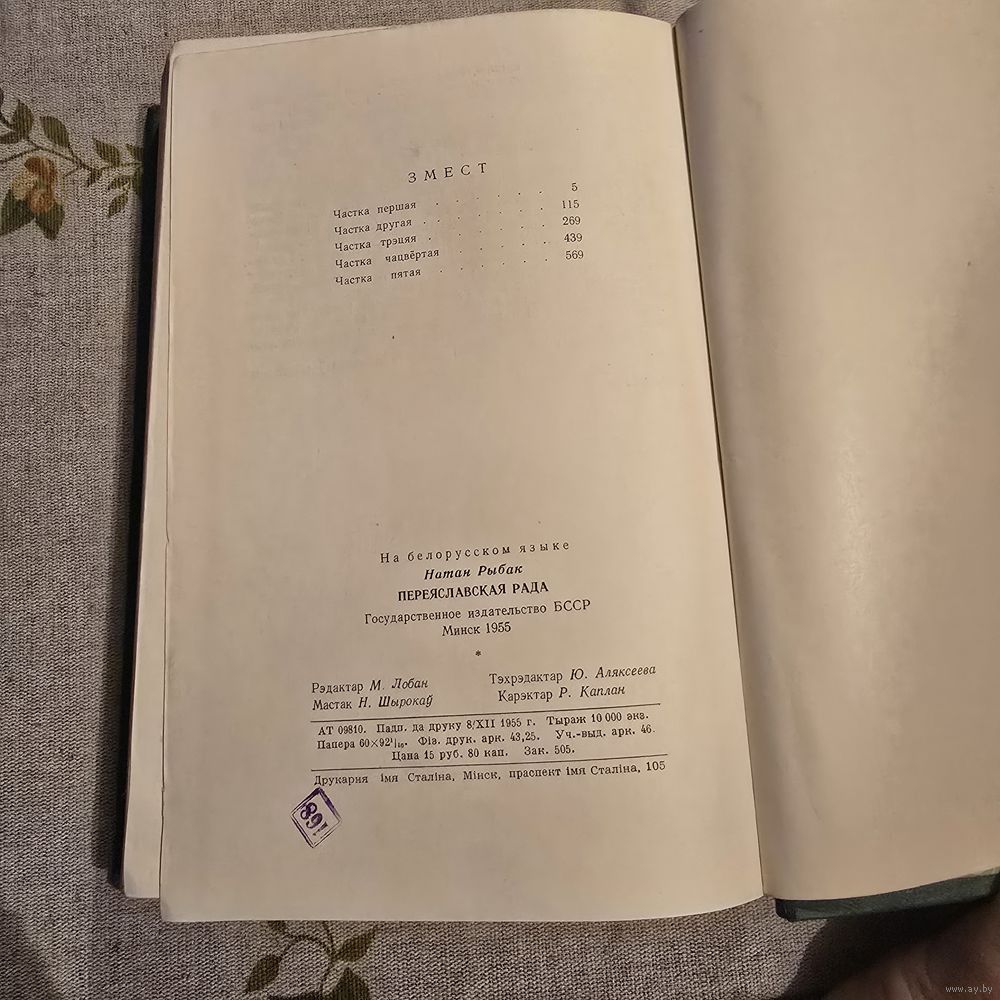 ЗМЕСТ
Частка першая . . . . . . 5
Частка другая . . . . . . 115
Частка трэцяя . . . . . . 269
Частка чацвёртая . . . . . 439
Частка пятая . . . . . . 569
На белорусском языке
Натан Рыбак
ПЕРЕЯСЛАВСКАЯ РАДА
Государственное издательство БССР
Минск 1955
*
Рэдактар М. Лобан Тэхрэдактар Ю. Аляксеева
Мастак Н. Шырокаў Карэктар Р. Каплан
АТ 09810. Падп. да друку 8/XII 1955 г. Тыраж 10 000 экз.
Папера 60×92¹/₁₆. Фіз. друк. арк. 43,25. Уч.-выд. арк. 46.
Цана 15 руб. 80 кап. Зак. 505.
Друкарня імя Сталіна, Мінск, праспект імя Сталіна, 105
www.ay.by